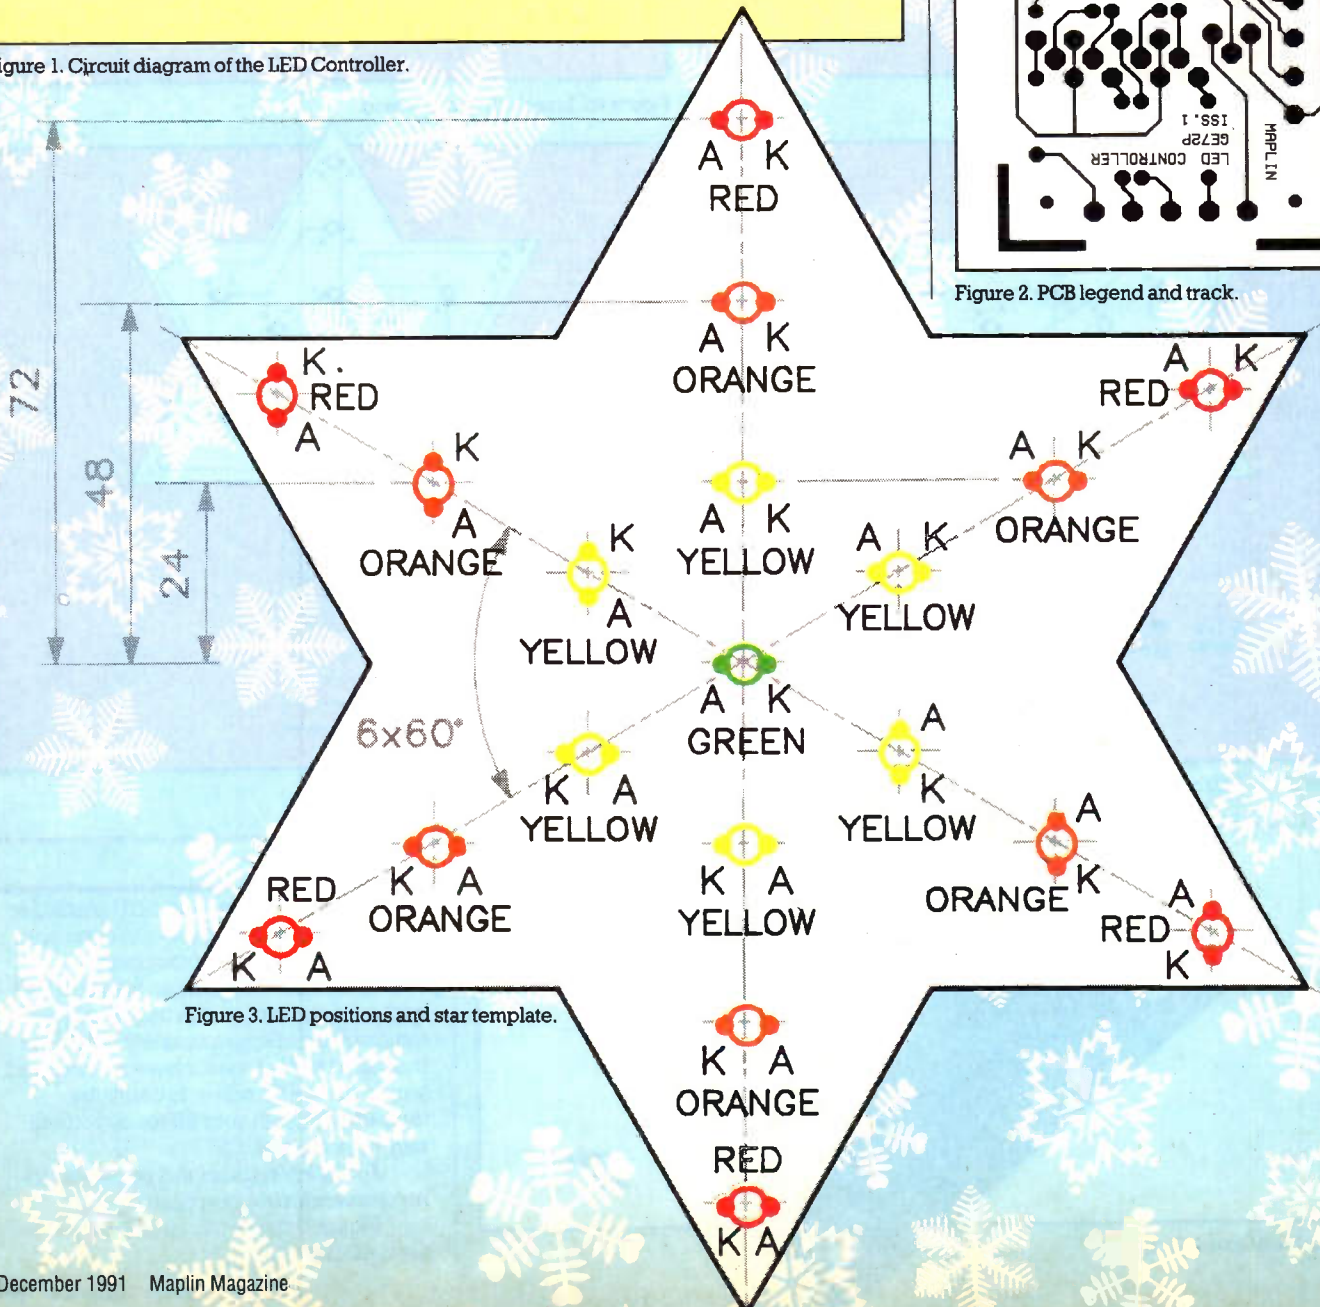 igure 1. Circuit diagram of the LED Controller.
ISS.1
GE72P
LED CONTROLLER
MAPLIN
Figure 2. PCB legend and track.
A K
RED
A K
ORANGE
K.
RED
A
A K
RED
72
48
24
K
A
ORANGE
A K
YELLOW
A K
ORANGE
K
A
YELLOW
A K
YELLOW
A K
GREEN
6x60°
K A
YELLOW
A
K
YELLOW
K A
ORANGE
K A
YELLOW
A
K
ORANGE
RED
K A
A
RED
K
Figure 3. LED positions and star template.
K A
ORANGE
RED
K A
December 1991 Maplin Magazine